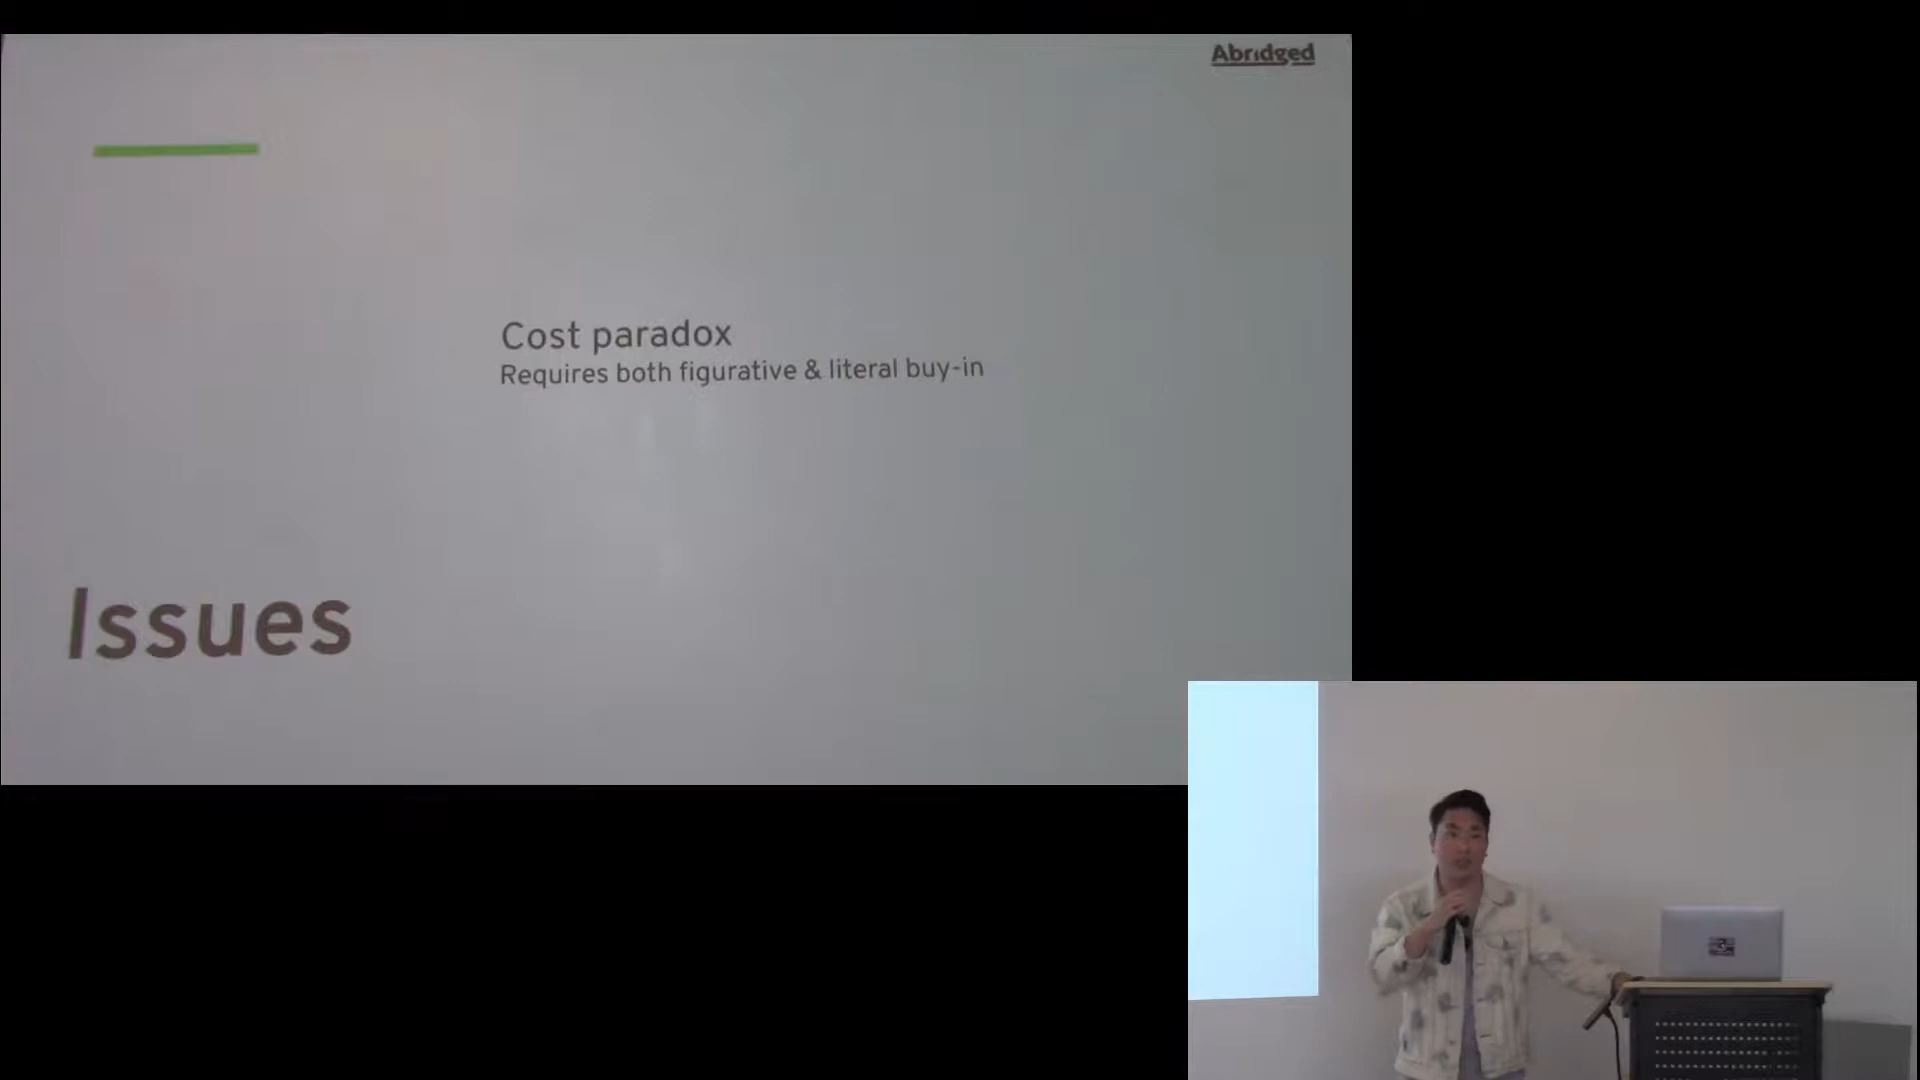 Abridged
Cost paradox
Requires both figurative & literal buy-in
Issues